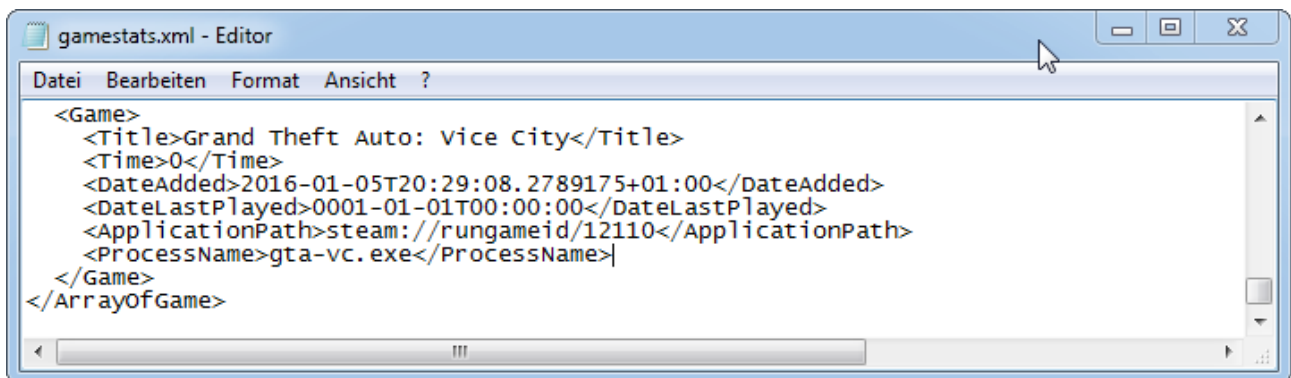 gamestats.xml - Editor
Datei Bearbeiten Format Ansicht ?
<Game>
<Title>Grand Theft Auto: Vice City</Title>
<Time>0</Time>
<DateAdded>2016-01-05T20:29:08.2789175+01:00</DateAdded>
<DateLastPlayed>0001-01-01T00:00:00</DateLastPlayed>
<ApplicationPath>steam://rungameid/12110</ApplicationPath>
<ProcessName>gta-vc.exe</ProcessName>
</Game>
</ArrayOfGame>